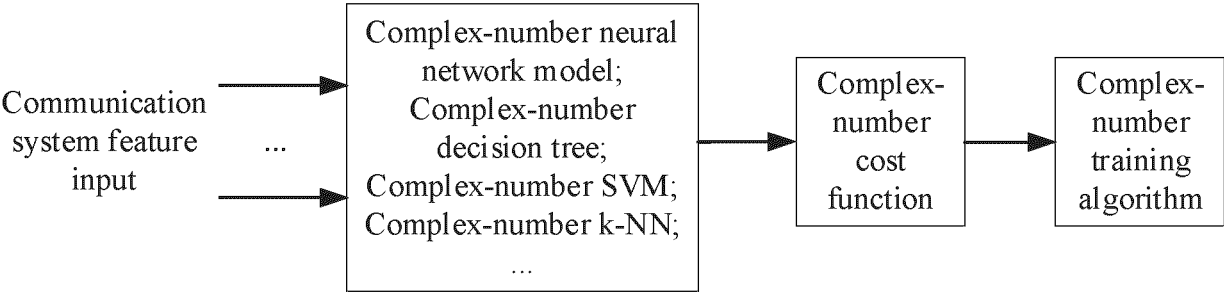 Communication
system feature
input
...
Complex-number neural
network model;
Complex-number
decision tree;
Complex-number SVM;
Complex-number k-NN;
...
Complex-
number
cost
function
Complex-
number
training
algorithm